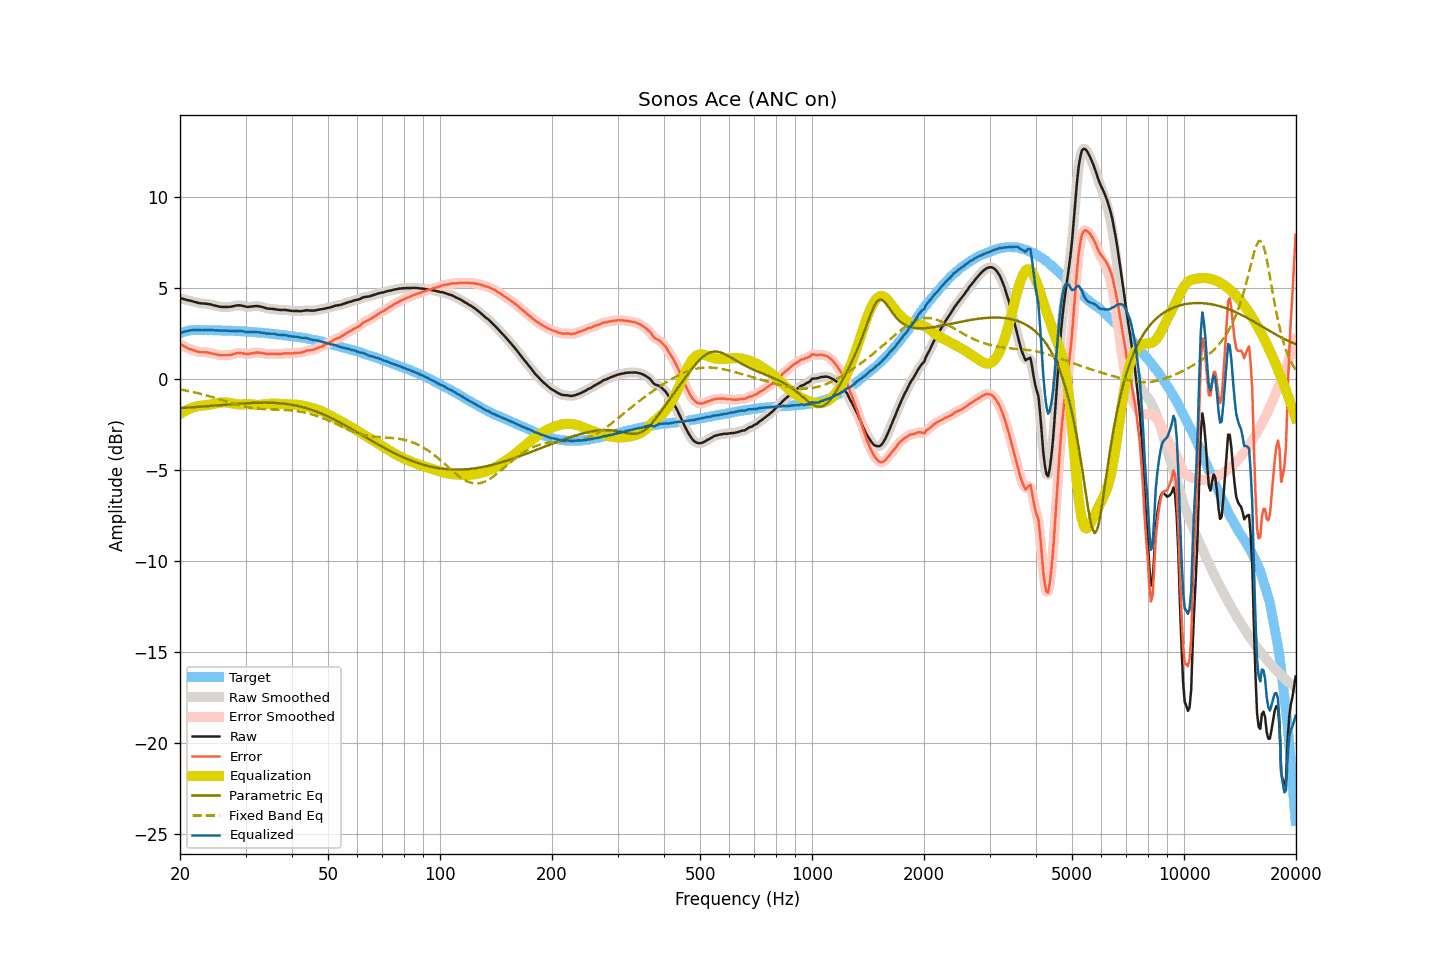 Sonos Ace (ANC on)
Amplitude (dBr)
10
5
0
−5
−10
−15
−20
−25
Target
Raw Smoothed
Error Smoothed
Raw
Error
Equalization
Parametric Eq
Fixed Band Eq
Equalized
20 50 100 200 500 1000 2000 5000 10000 20000
Frequency (Hz)